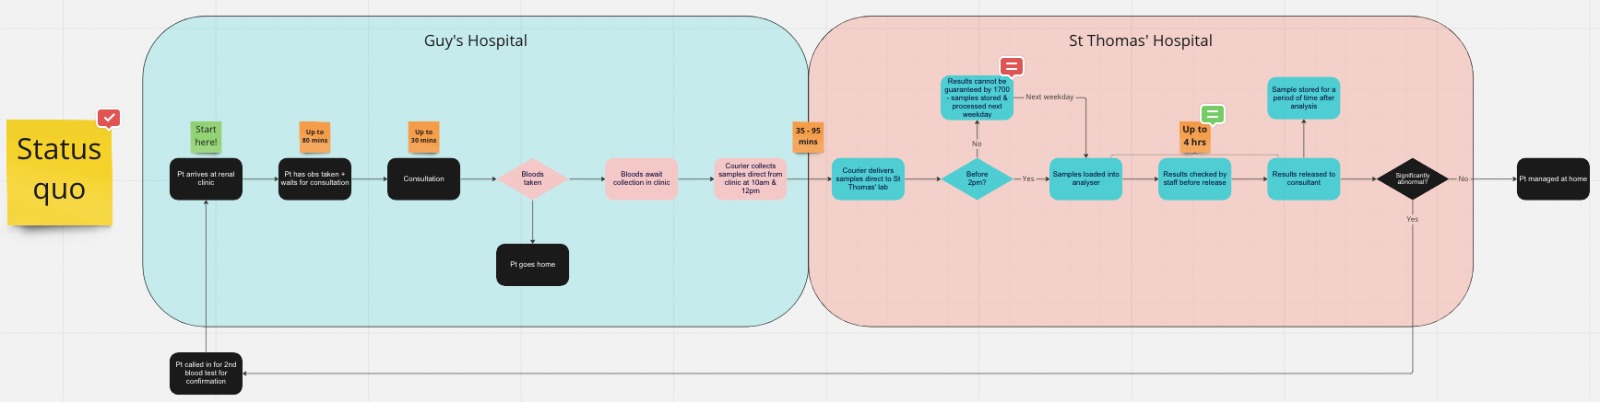 Status
quo
Guy's Hospital
Start
here!
Up to
80 mins
Up to
30 mins
35 - 95
mins
Pt arrives at renal
clinic
Pt has obs taken +
waits for consultation
Consultation
Bloods
taken
Bloods await
collection in clinic
Courier collects
samples direct from
clinic at 10am &
12pm
Pt goes home
Pt called in for 2nd
blood test for
confirmation
St Thomas' Hospital
Results cannot be
guaranteed by 1700
- samples stored &
processed next
weekday
Next weekday
No
Up to
4 hrs
Sample stored for a
period of time after
analysis
Courier delivers
samples direct to St
Thomas' lab
Before
2pm?
Yes
Samples loaded into
analyser
Results checked by
staff before release
Results released to
consultant
Significantly
abnormal?
No
Pt managed at home
Yes